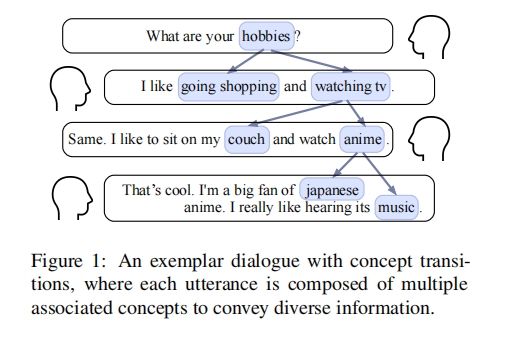 What are your hobbies?
I like going shopping and watching tv.
Same. I like to sit on my couch and watch anime.
That's cool. I'm a big fan of japanese
anime. I really like hearing its music.
Figure 1: An exemplar dialogue with concept transi-
tions, where each utterance is composed of multiple
associated concepts to convey diverse information.